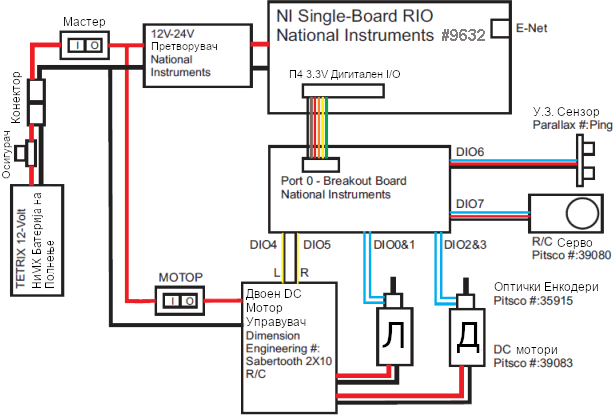 Мастер
12V-24V
Претворувач
National
Instruments
NI Single-Board RIO
National Instruments #9632
E-Net
П4 3.3V Дигитален I/O
Конектор
Осигурач
TETRIX 12-Volt
НиМХ Батерија на
Полнење
У.З. Сензор
Parallax #:Ping
DIO6
Port 0 - Breakout Board
National Instruments
DIO7
R/C Серво
Pitsco #:39080
DIO4
DIO5
DIO0&1
DIO2&3
L
R
МОТОР
I O
I O
Двоен DC
Мотор
Управувач
Dimension
Engineering #:
Sabertooth 2X10
R/C
Л
Д
Оптички Енкодери
Pitsco #:35915
DC мотори
Pitsco #:39083